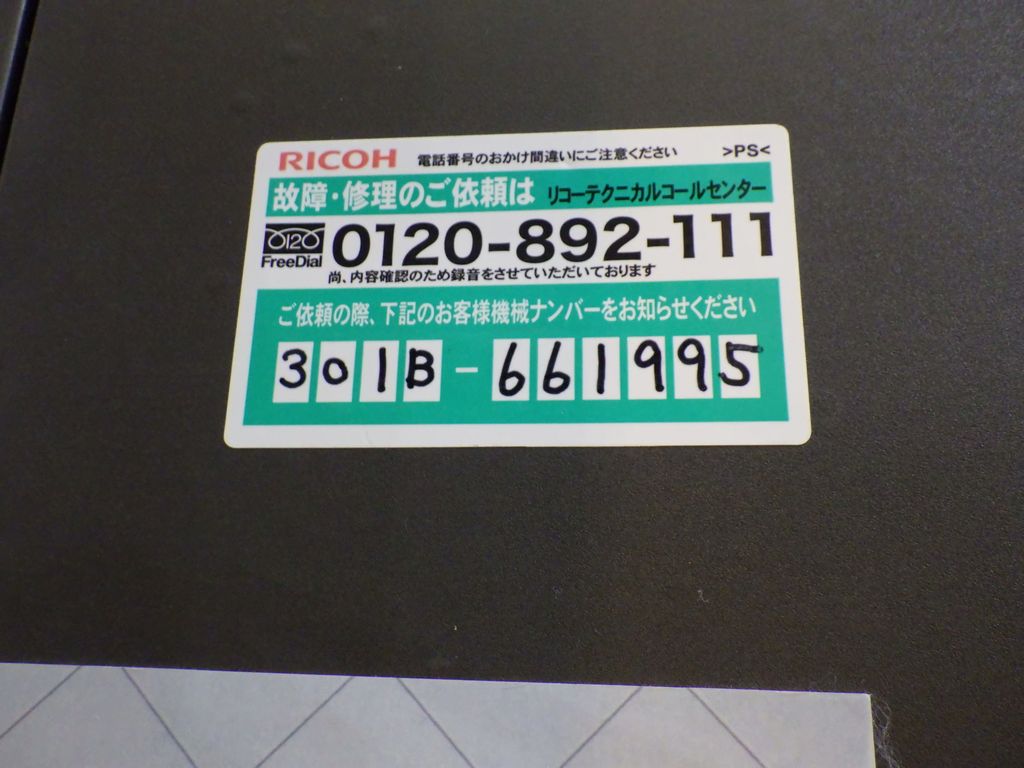 RICOH 電話番号のおかけ間違いにご注意ください >PS<
故障・修理のご依頼は リコーテクニカルコールセンター
0120 FreeDial 0120-892-111
尚、内容確認のため録音をさせていただいております
ご依頼の際、下記のお客様機械ナンバーをお知らせください
301B-661995